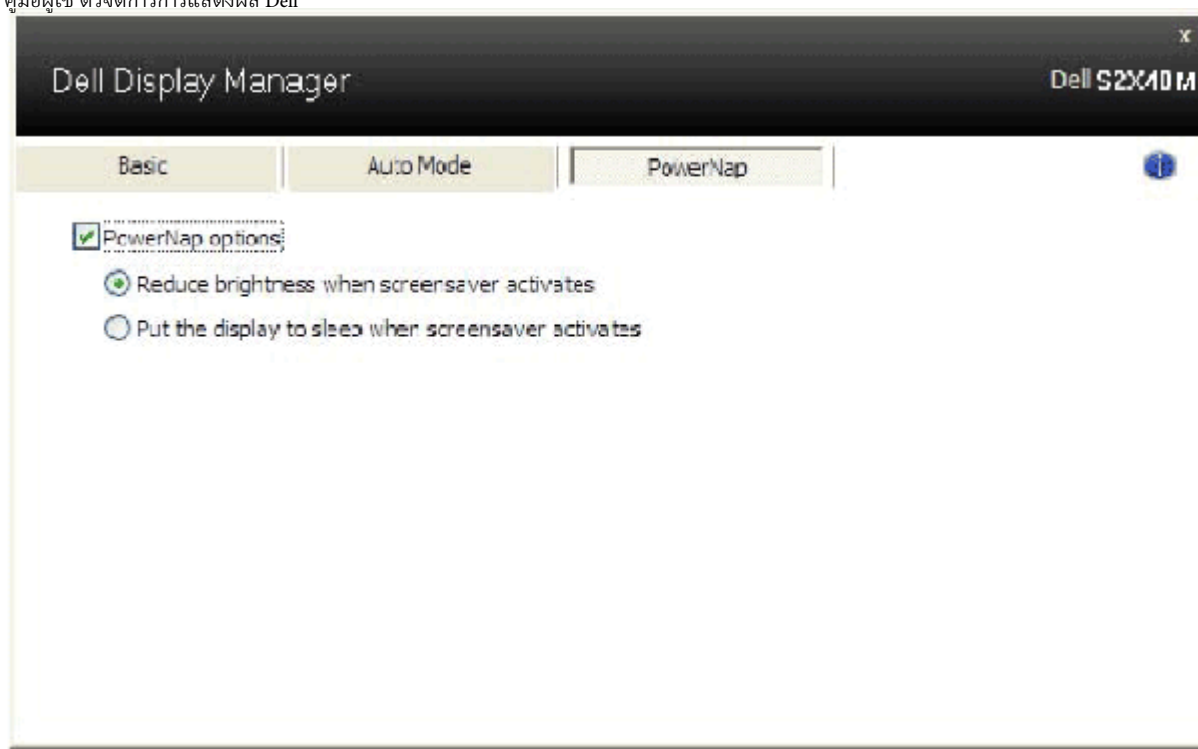 คู่มือผู้ใช้ ตัวจัดการการแสดงผล Dell
x
Dell Display Manager
Dell S2X40M
Basic
Auto Mode
PowerNap
PowerNap options
Reduce brightness when screensaver activates
Put the display to sleep when screensaver activates